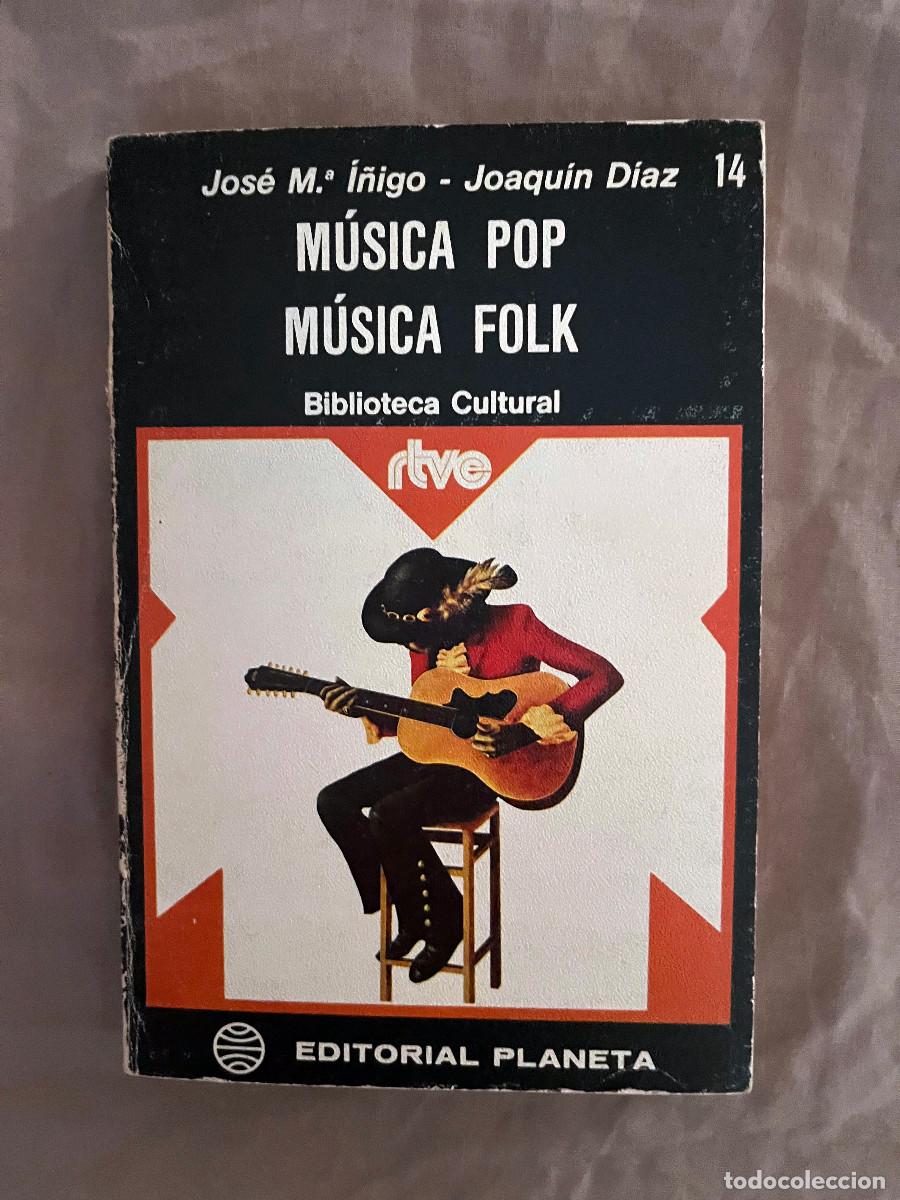 José M.ª Íñigo - Joaquín Díaz 14
MÚSICA POP
MÚSICA FOLK
Biblioteca Cultural
rtve
EDITORIAL PLANETA
todocoleccion